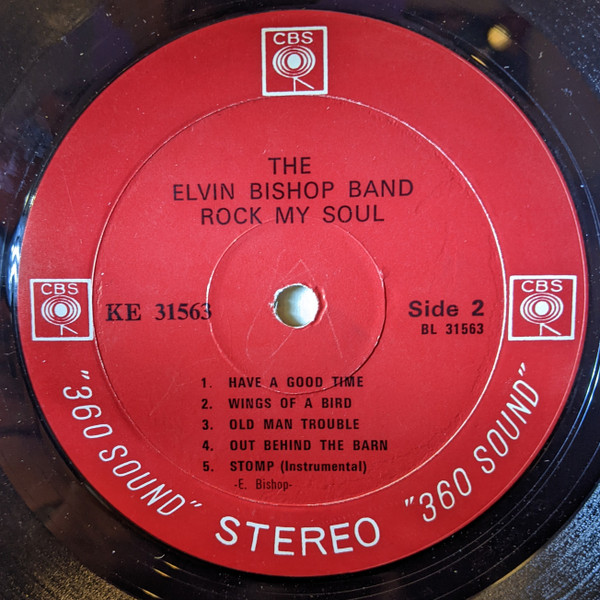 CBS
THE
ELVIN BISHOP BAND
ROCK MY SOUL
CBS
KE 31563
Side 2
BL 31563
CBS
1. HAVE A GOOD TIME
2. WINGS OF A BIRD
3. OLD MAN TROUBLE
4. OUT BEHIND THE BARN
5. STOMP (Instrumental)
-E. Bishop-
"360 SOUND"
STEREO
"360 SOUND"